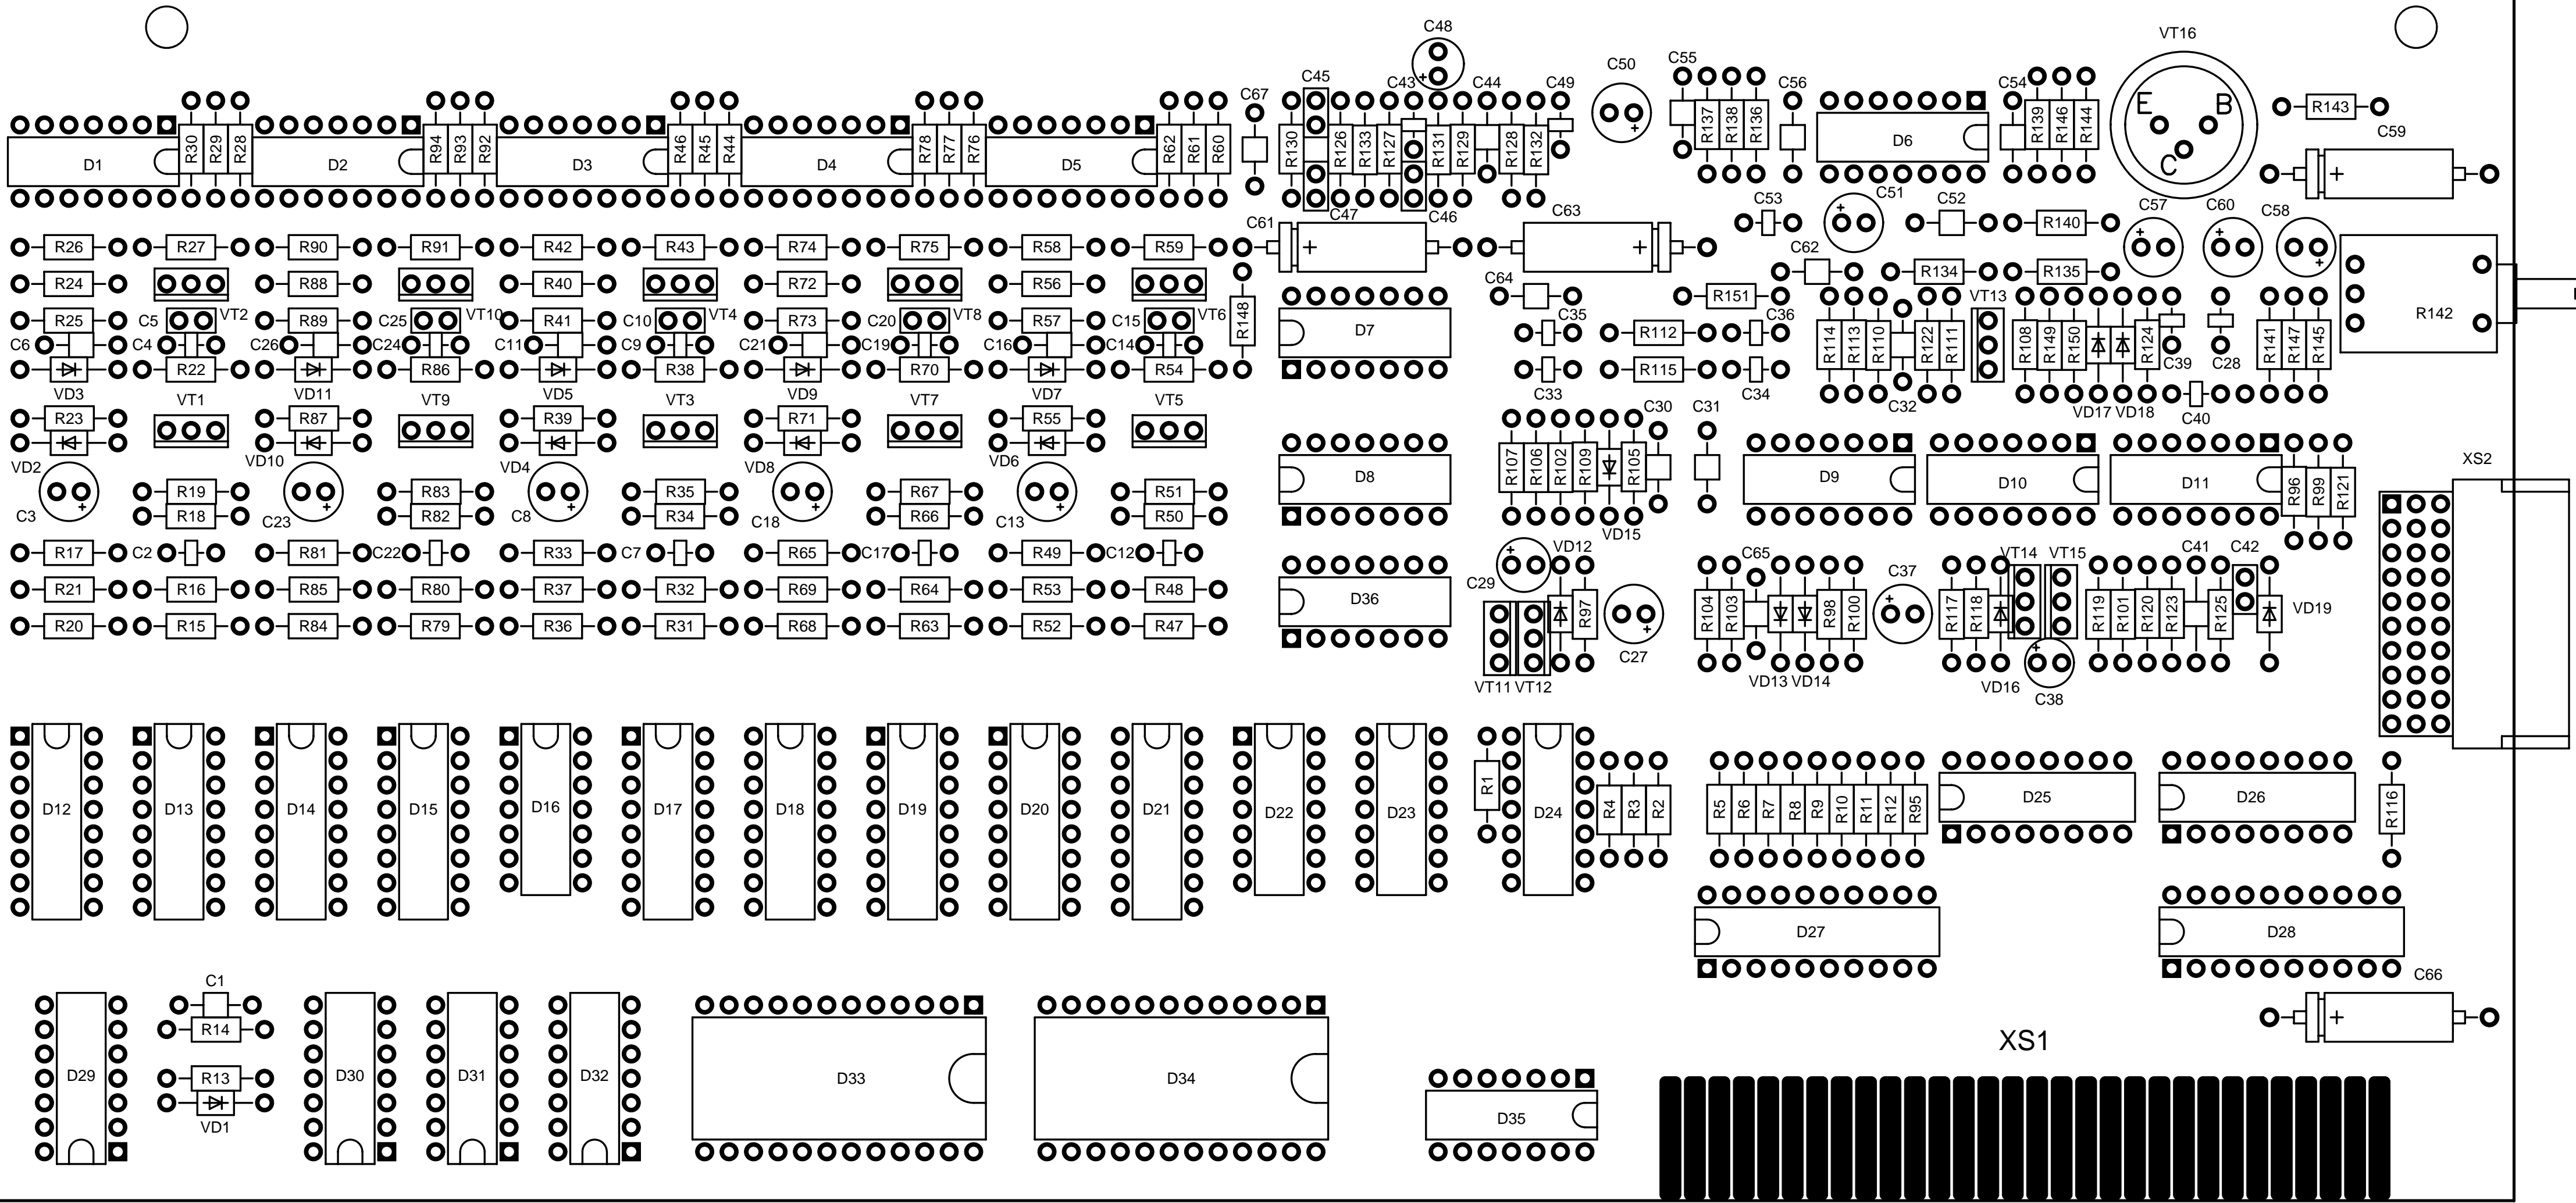 C48
VT16
C45 C43 C44 C49 C50 C55 C56 C54
C67
E B C
R143
C59
D1 R30 R29 R28 D2 R94 R93 R92 D3 R46 R45 R44 D4 R78 R77 R76 D5 R62 R61 R60
R130 R126 R133 R127 R131 R129 R128 R132 R137 R138 R136 D6 R139 R146 R144
C61 C47 C46 C63 C53 C51 C52 R140 C57 C60 C58
R26 R27 R90 R91 R42 R43 R74 R75 R58 R59
C64 C62 R134 R135
R24 R88 R40 R72 R56
R148 R151 VT13
R25 C5 VT2 R89 C25 VT10 R41 C10 VT4 R73 C20 VT8 R57 C15 VT6
D7 C35 R112 C36 R142
C6 C4 C26 C24 C11 C9 C21 C19 C16 C14
R114 R113 R110 R122 R111 R108 R149 R150 R124 C39 C28 R141 R147 R145
R22 R86 R38 R70 R54
C33 R115 C34 C32
VD3 VT1 VD11 VT9 VD5 VT3 VD9 VT7 VD7 VT5
VD17 VD18 C40
R23 R87 R39 R71 R55
C30 C31
VD2 VD10 VD4 VD8 VD6
XS2
D8 R107 R106 R102 R109 R105 D9 D10 D11 R96 R99 R121
R19 R83 R35 R67 R51
C3 R18 C23 R82 C8 R34 C18 R66 C13 R50
VD15
R17 C2 R81 C22 R33 C7 R65 C17 R49 C12
VD12 C65 VT14 VT15 C41 C42
C29 C37
R21 R16 R85 R80 R37 R32 R69 R64 R53 R48
D36 R97 R104 R103 R98 R100 R117 R118 R119 R101 R120 R123 R125 VD19
R20 R15 R84 R79 R36 R31 R68 R63 R52 R47
C27
VT11 VT12 VD13 VD14 VD16 C38
D12 D13 D14 D15 D16 D17 D18 D19 D20 D21 D22 D23 R1 D24 R4 R3 R2 R5 R6 R7 R8 R9 R10 R11 R12 R95 D25 D26 R116
D27 D28
C1 C66
R14
XS1
D29 R13 D30 D31 D32 D33 D34
VD1 D35